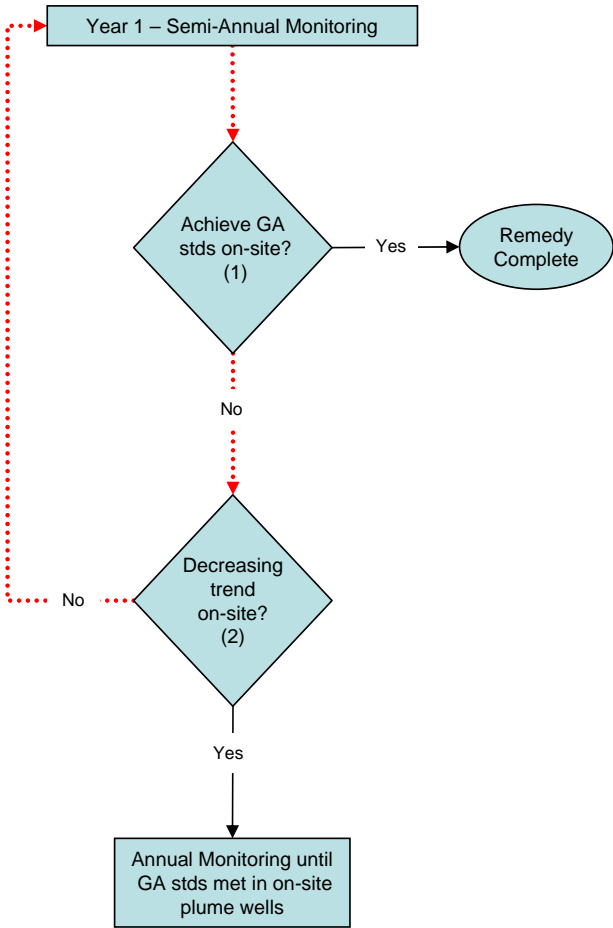 Year 1 – Semi-Annual Monitoring
Achieve GA
stds on-site?
(1)
Yes
Remedy
Complete
No
Decreasing
trend
on-site?
(2)
No
Yes
Annual Monitoring until
GA stds met in on-site
plume wells